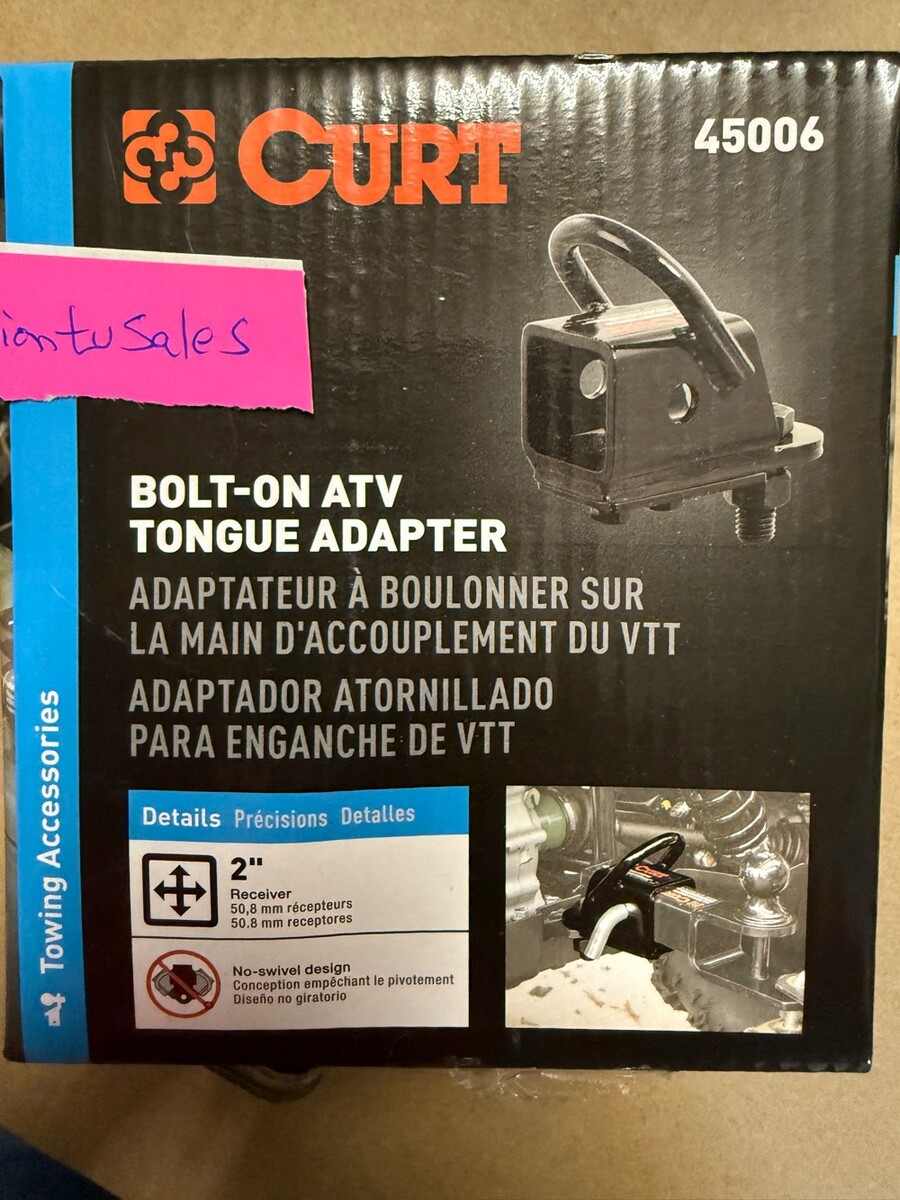 CURT
45006
iontuSales
BOLT-ON ATV
TONGUE ADAPTER
ADAPTATEUR À BOULONNER SUR
LA MAIN D'ACCOUPLEMENT DU VTT
ADAPTADOR ATORNILLADO
PARA ENGANCHE DE VTT
Towing Accessories
Details Précisions Detalles
2"
Receiver
50,8 mm récepteurs
50.8 mm receptores
No-swivel design
Conception empêchant le pivotement
Diseño no giratorio
CURT